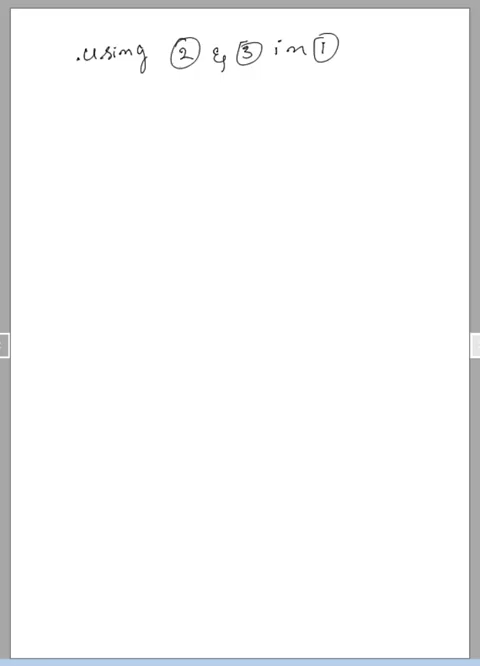 .using ② & ③ in ①